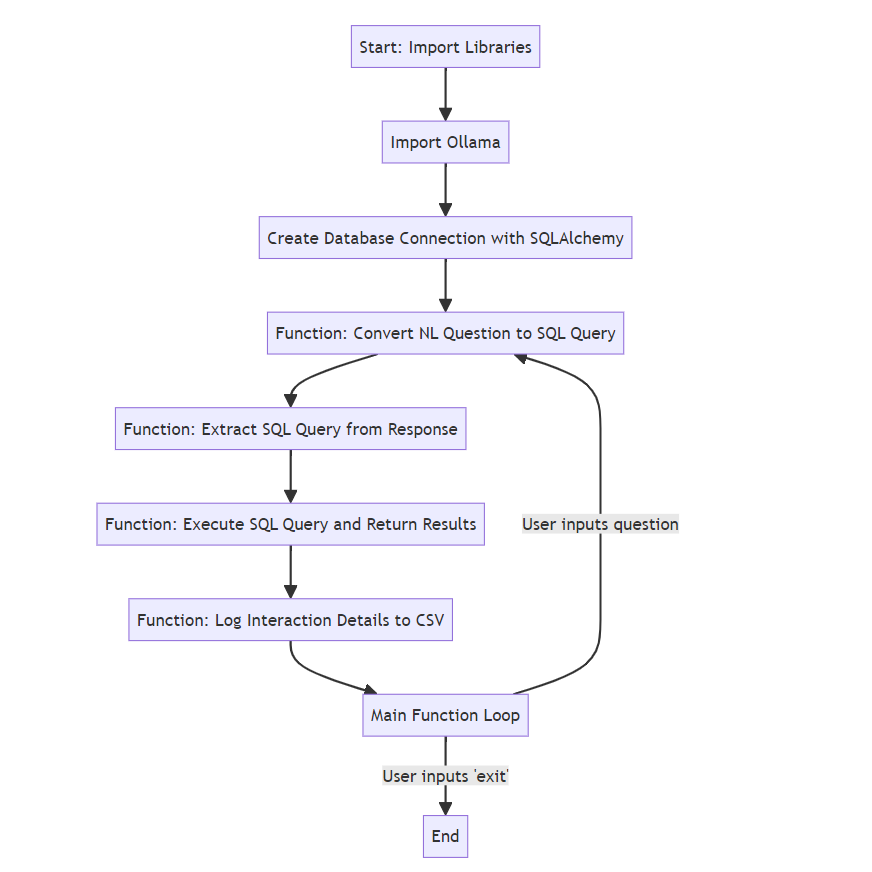 Start: Import Libraries
Import Ollama
Create Database Connection with SQLAlchemy
Function: Convert NL Question to SQL Query
Function: Extract SQL Query from Response
Function: Execute SQL Query and Return Results
User inputs question
Function: Log Interaction Details to CSV
Main Function Loop
User inputs 'exit'
End